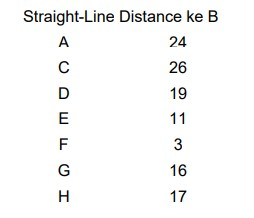 Straight-Line Distance ke B
A 24
C 26
D 19
E 11
F 3
G 16
H 17